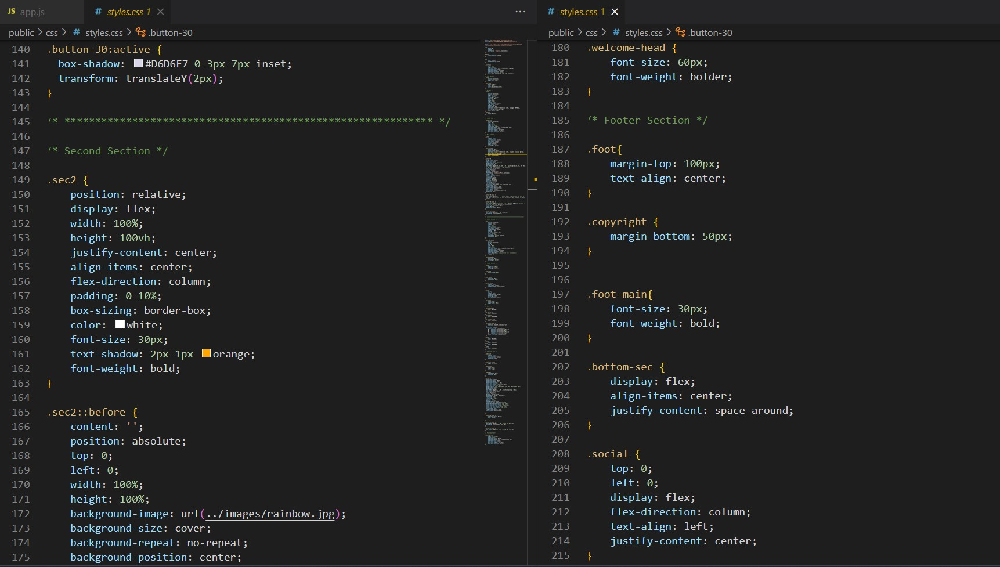 JS app.js # styles.css 1 ✕ ···
public > css > # styles.css > .button-30
140 .button-30:active {
141 box-shadow: #D6D6E7 0 3px 7px inset;
142 transform: translateY(2px);
143 }
144
145 /* ************************************************************ */
146
147 /* Second Section */
148
149 .sec2 {
150 position: relative;
151 display: flex;
152 width: 100%;
153 height: 100vh;
154 justify-content: center;
155 align-items: center;
156 flex-direction: column;
157 padding: 0 10%;
158 box-sizing: border-box;
159 color: white;
160 font-size: 30px;
161 text-shadow: 2px 1px orange;
162 font-weight: bold;
163 }
164
165 .sec2::before {
166 content: '';
167 position: absolute;
168 top: 0;
169 left: 0;
170 width: 100%;
171 height: 100%;
172 background-image: url(../images/rainbow.jpg);
173 background-size: cover;
174 background-repeat: no-repeat;
175 background-position: center;
# styles.css 1 ✕
public > css > # styles.css > .button-30
180 .welcome-head {
181 font-size: 60px;
182 font-weight: bolder;
183 }
184
185 /* Footer Section */
186
187 .foot{
188 margin-top: 100px;
189 text-align: center;
190 }
191
192 .copyright {
193 margin-bottom: 50px;
194 }
195
196
197 .foot-main{
198 font-size: 30px;
199 font-weight: bold;
200 }
201
202 .bottom-sec {
203 display: flex;
204 align-items: center;
205 justify-content: space-around;
206 }
207
208 .social {
209 top: 0;
210 left: 0;
211 display: flex;
212 flex-direction: column;
213 text-align: left;
214 justify-content: center;
215 }